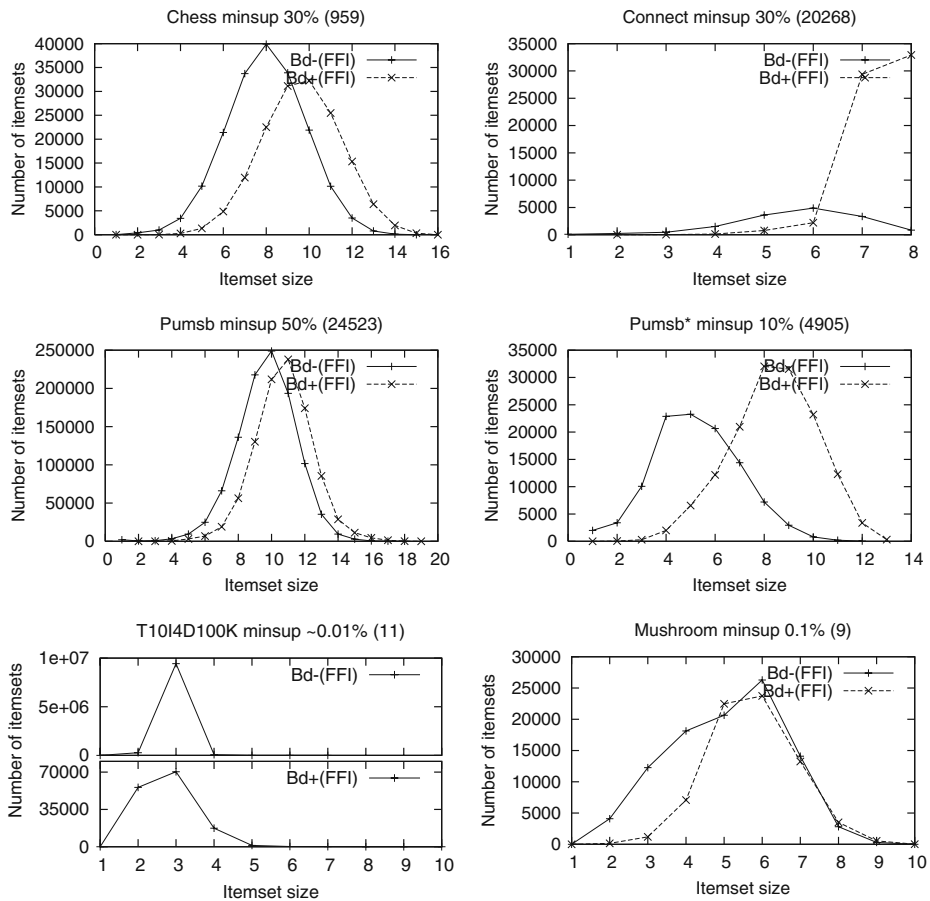 Chess minsup 30% (959)
Number of itemsets
40000
35000
30000
25000
20000
15000
10000
5000
0
Bd-(FFI)
Bd+(FFI)
0 2 4 6 8 10 12 14 16
Itemset size
Connect minsup 30% (20268)
Number of itemsets
35000
30000
25000
20000
15000
10000
5000
0
Bd-(FFI)
Bd+(FFI)
1 2 3 4 5 6 7 8
Itemset size
Pumsb minsup 50% (24523)
Number of itemsets
250000
200000
150000
100000
50000
0
Bd-(FFI)
Bd+(FFI)
0 2 4 6 8 10 12 14 16 18 20
Itemset size
Pumsb* minsup 10% (4905)
Number of itemsets
35000
30000
25000
20000
15000
10000
5000
0
Bd-(FFI)
Bd+(FFI)
0 2 4 6 8 10 12 14
Itemset size
T10I4D100K minsup ~0.01% (11)
Number of itemsets
1e+07
5e+06
0
Bd-(FFI)
70000
35000
0
Bd+(FFI)
1 2 3 4 5 6 7 8 9 10
Itemset size
Mushroom minsup 0.1% (9)
Number of itemsets
30000
25000
20000
15000
10000
5000
0
Bd-(FFI)
Bd+(FFI)
1 2 3 4 5 6 7 8 9 10
Itemset size